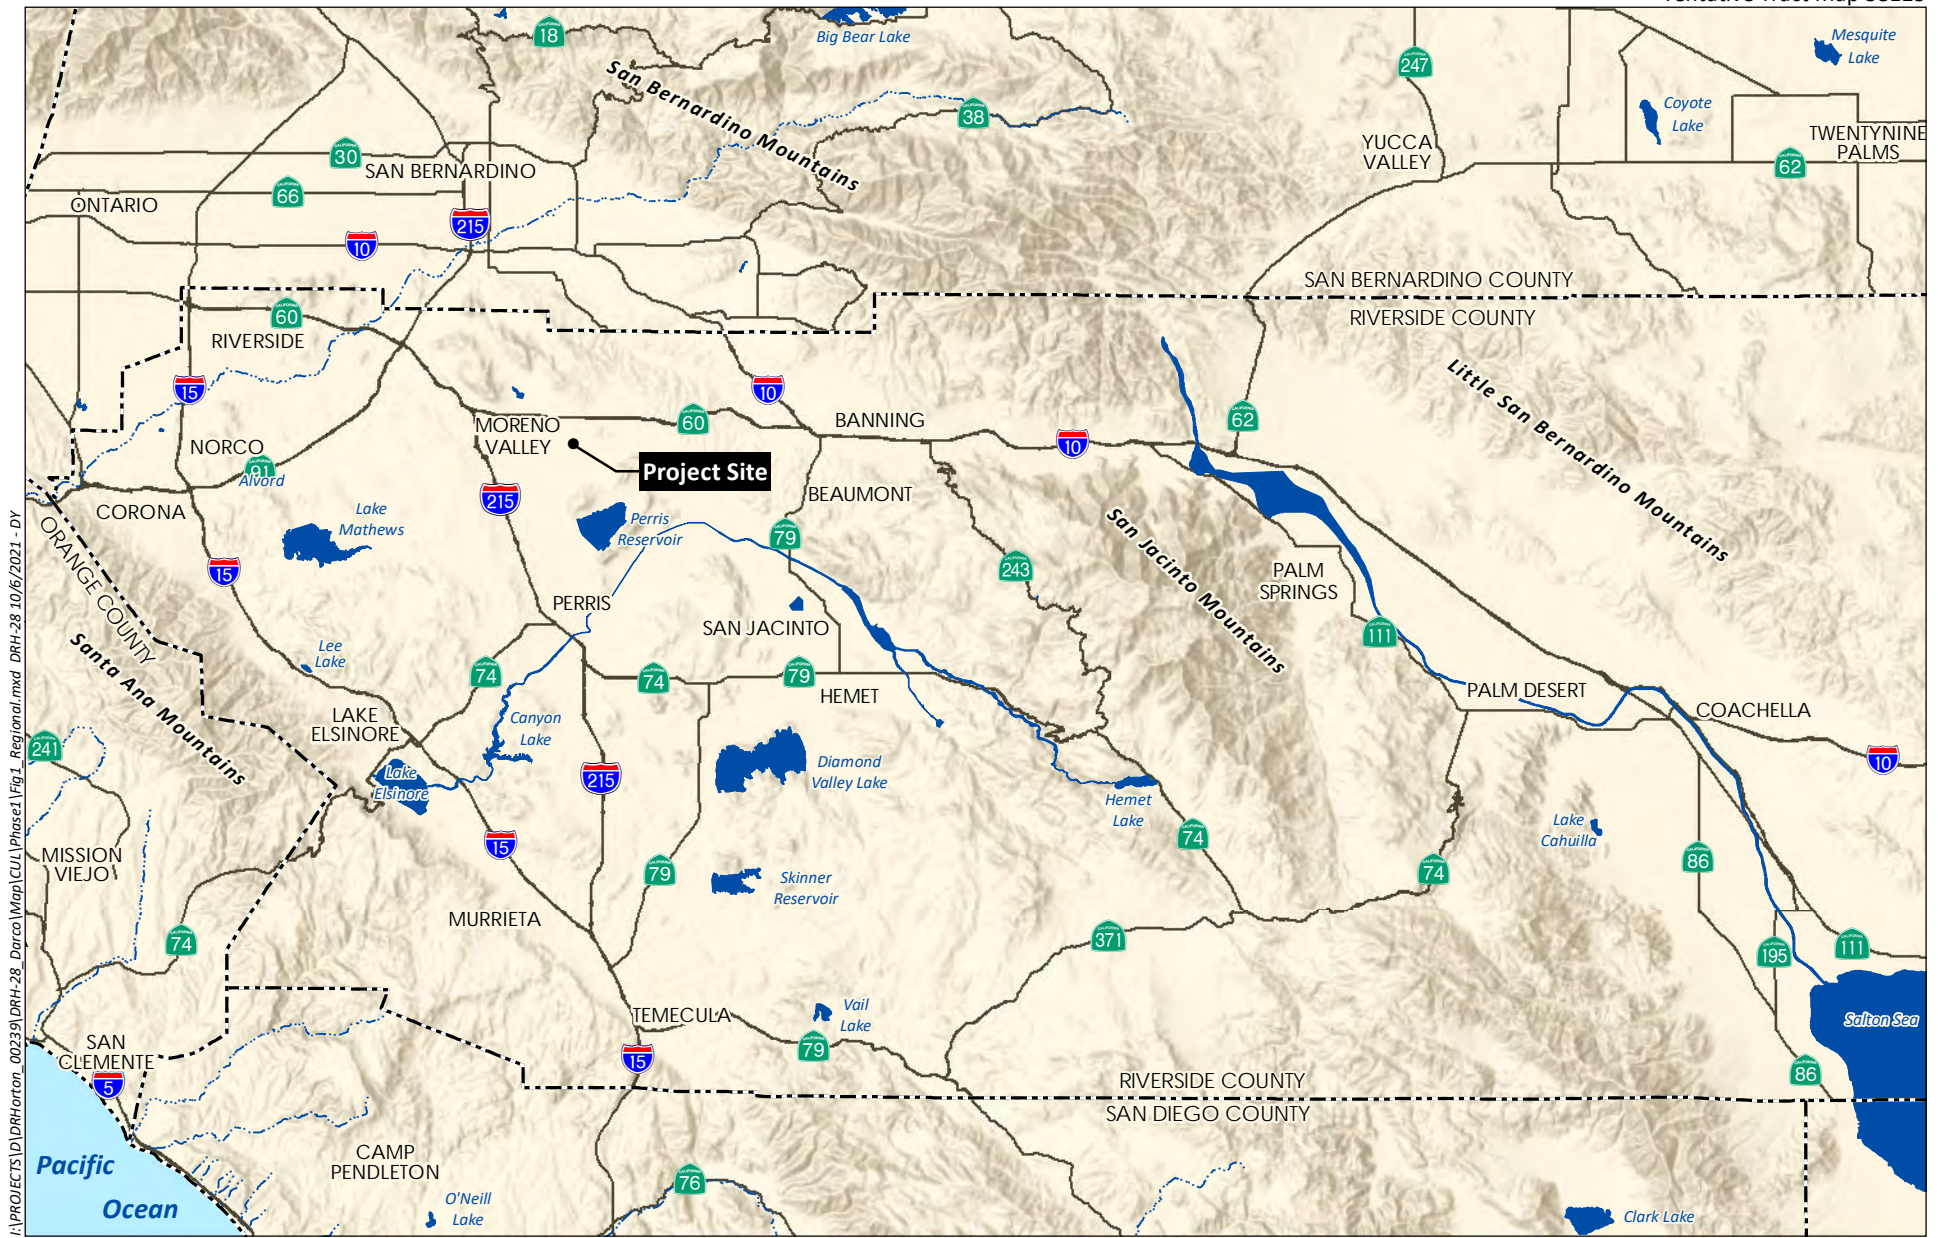 18
Big Bear Lake
247
Mesquite
Lake
San Bernardino Mountains
38
Coyote
Lake
30
SAN BERNARDINO
YUCCA
VALLEY
TWENTYNINE
PALMS
62
66
ONTARIO
215
10
SAN BERNARDINO COUNTY
RIVERSIDE COUNTY
60
RIVERSIDE
15
10
Little San Bernardino Mountains
62
60
BANNING
MORENO
VALLEY
10
NORCO
91
Alvord
Project Site
215
BEAUMONT
CORONA
Lake
Mathews
Perris
Reservoir
79
San Jacinto Mountains
ORANGE COUNTY
15
243
PALM
SPRINGS
PERRIS
SAN JACINTO
111
Santa Ana Mountains
Lee
Lake
74
74
79
HEMET
PALM DESERT
COACHELLA
LAKE
ELSINORE
Canyon
Lake
241
Lake
Elsinore
215
Diamond
Valley Lake
10
Hemet
Lake
74
Lake
Cahuilla
15
MISSION
VIEJO
79
Skinner
Reservoir
74
86
MURRIETA
74
371
195
111
TEMECULA
Vail
Lake
Salton Sea
SAN
CLEMENTE
5
15
79
86
RIVERSIDE COUNTY
SAN DIEGO COUNTY
Pacific
Ocean
CAMP
PENDLETON
76
O'Neill
Lake
Clark Lake
I:\PROJECTS\D\DRHorton_00239\DRH-28_Darco\Map\CUL\Phase1\Fig1_Regional.mxd DRH-28 10/6/2021 - DY